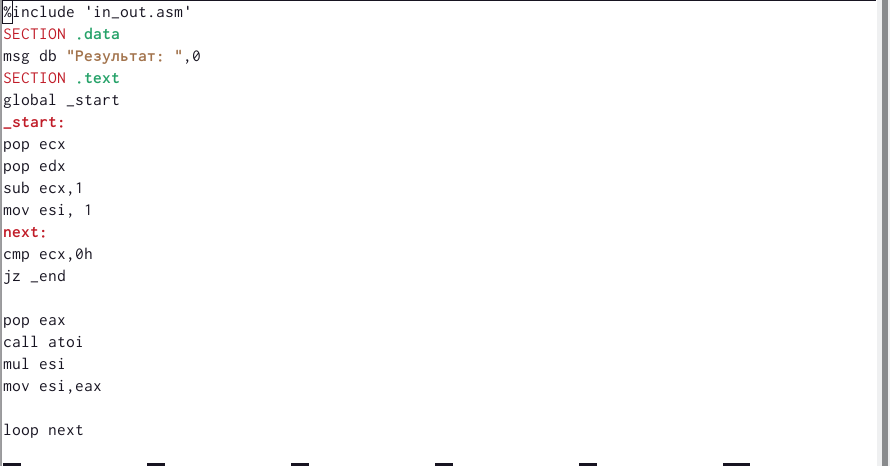 %include 'in_out.asm'
SECTION .data
msg db "Результат: ",0
SECTION .text
global _start
_start:
pop ecx
pop edx
sub ecx,1
mov esi, 1
next:
cmp ecx,0h
jz _end
pop eax
call atoi
mul esi
mov esi,eax
loop next